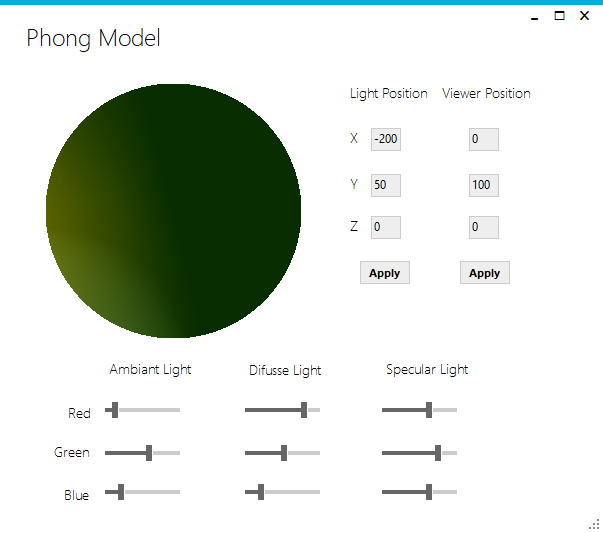 Phong Model
Light Position Viewer Position
X -200 0
Y 50 100
Z 0 0
Apply Apply
Ambiant Light Difusse Light Specular Light
Red
Green
Blue